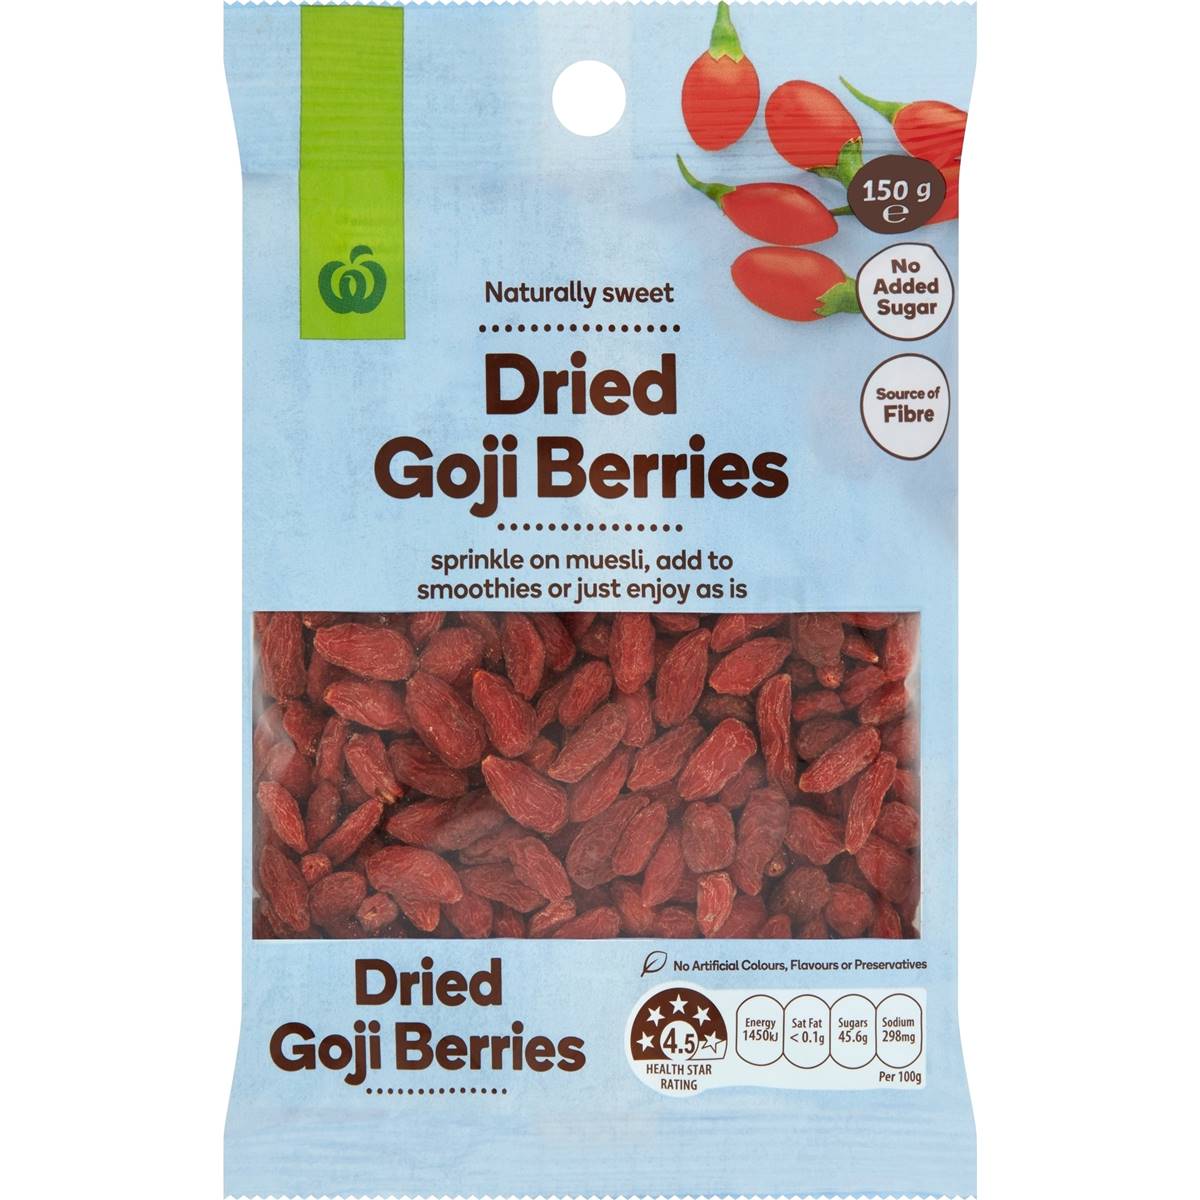 150 g
e
No
Added
Sugar
Source of
Fibre
Naturally sweet
Dried
Goji Berries
sprinkle on muesli, add to
smoothies or just enjoy as is
No Artificial Colours, Flavours or Preservatives
Dried
Goji Berries
4.5
HEALTH STAR
RATING
Energy
1450kJ
Sat Fat
< 0.1g
Sugars
45.6g
Sodium
298mg
Per 100g